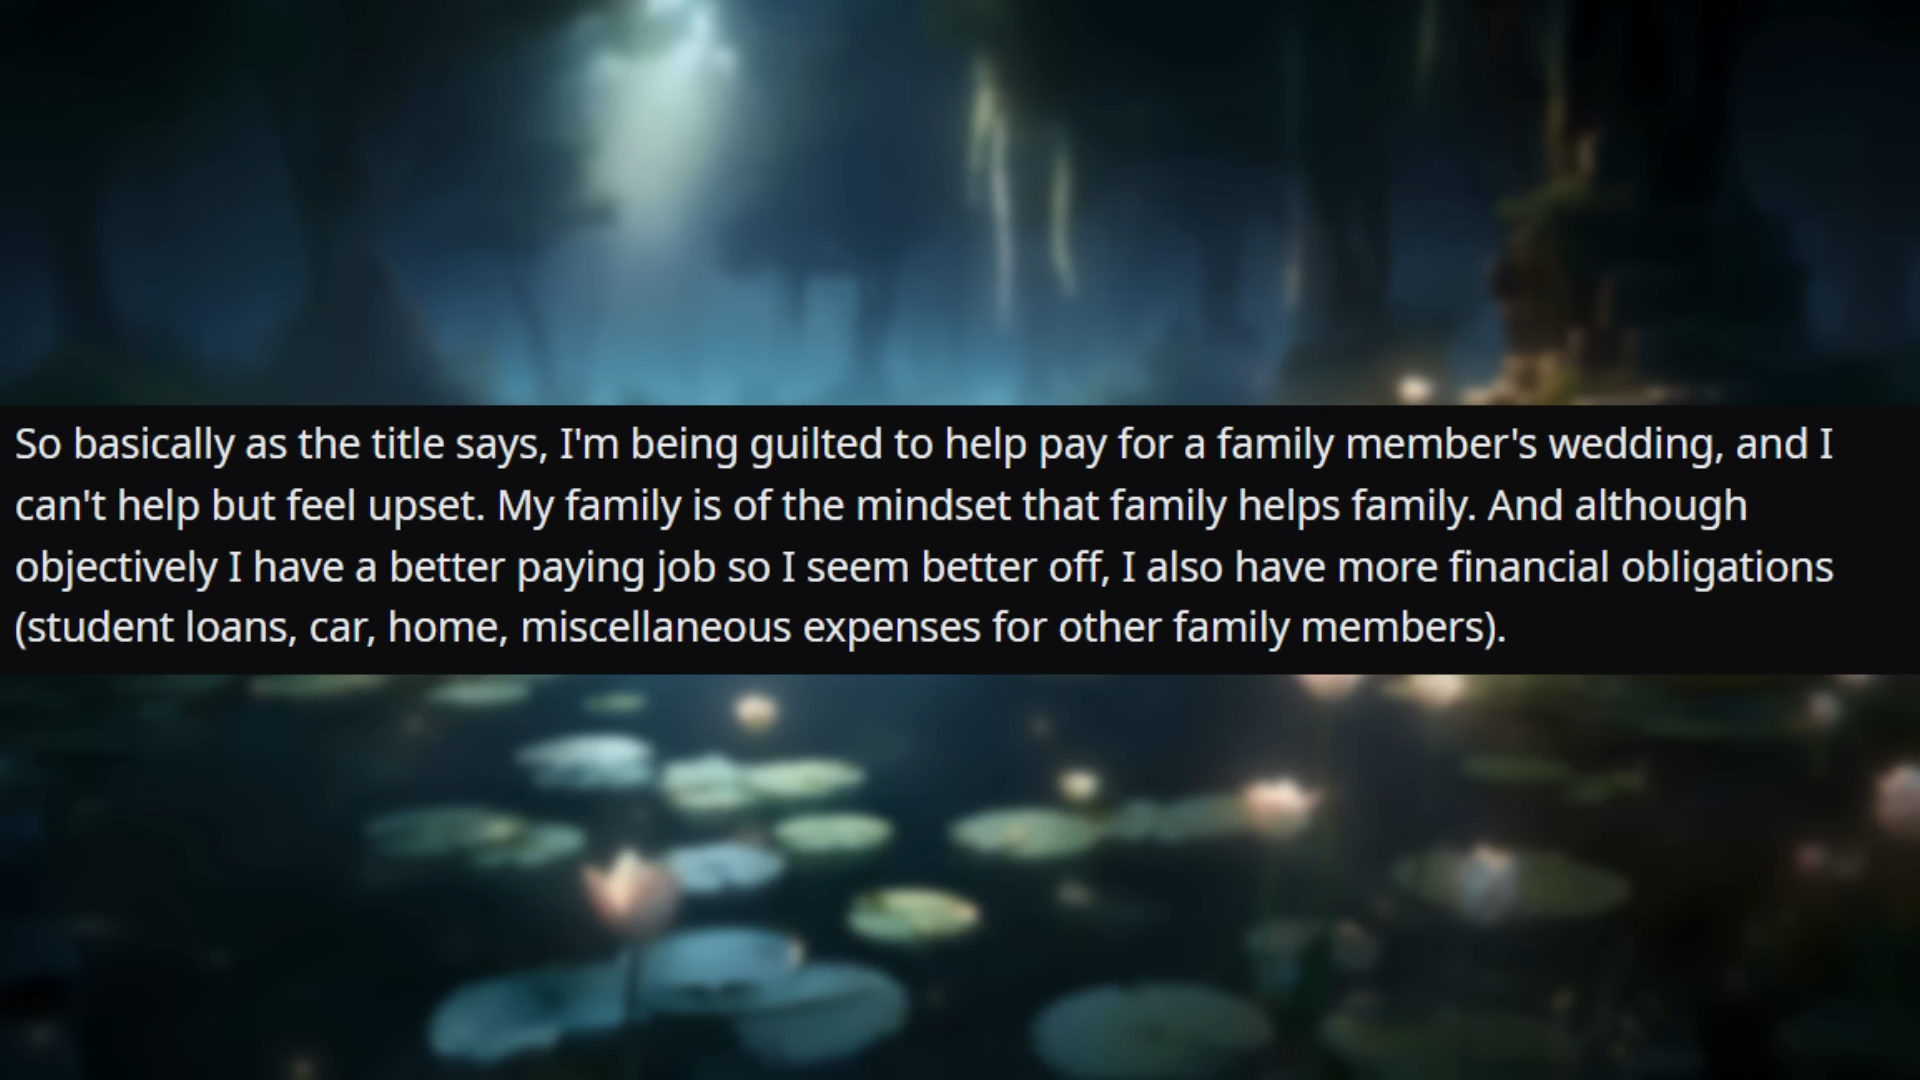 So basically as the title says, I'm being guilted to help pay for a family member's wedding, and I
can't help but feel upset. My family is of the mindset that family helps family. And although
objectively I have a better paying job so I seem better off, I also have more financial obligations
(student loans, car, home, miscellaneous expenses for other family members).